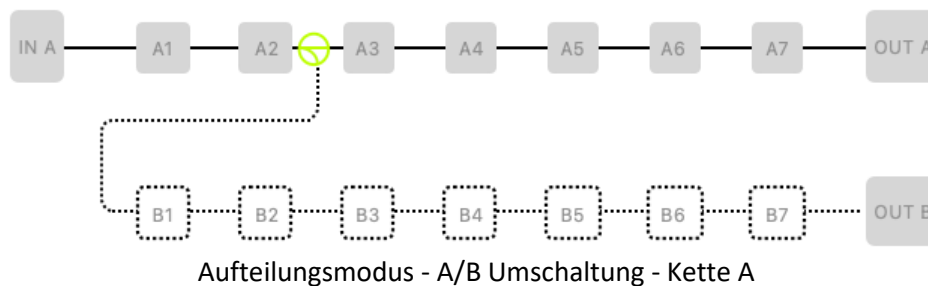 IN A A1 A2 A3 A4 A5 A6 A7 OUT A
B1 B2 B3 B4 B5 B6 B7 OUT B
Aufteilungsmodus - A/B Umschaltung - Kette A